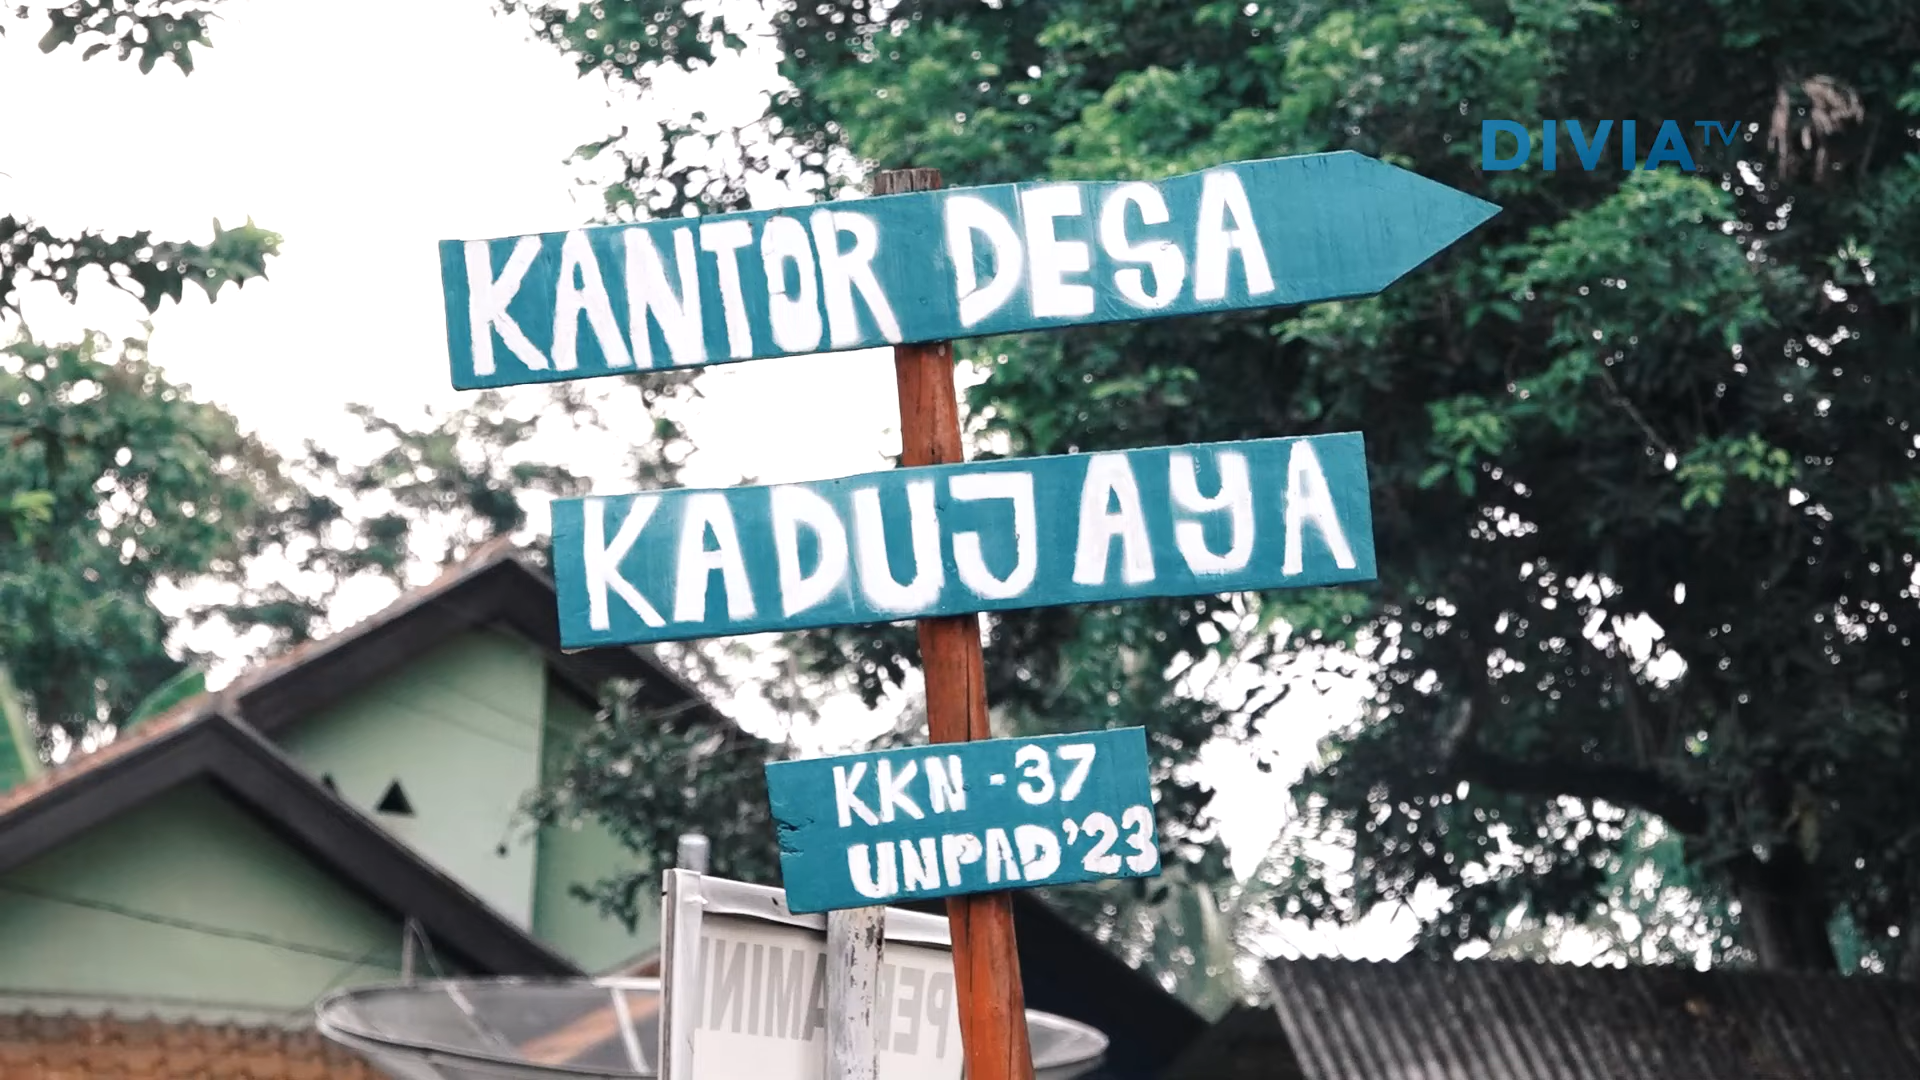 DIVIA TV
KANTOR DESA
KADUJAYA
KKN - 37
UNPAD '23